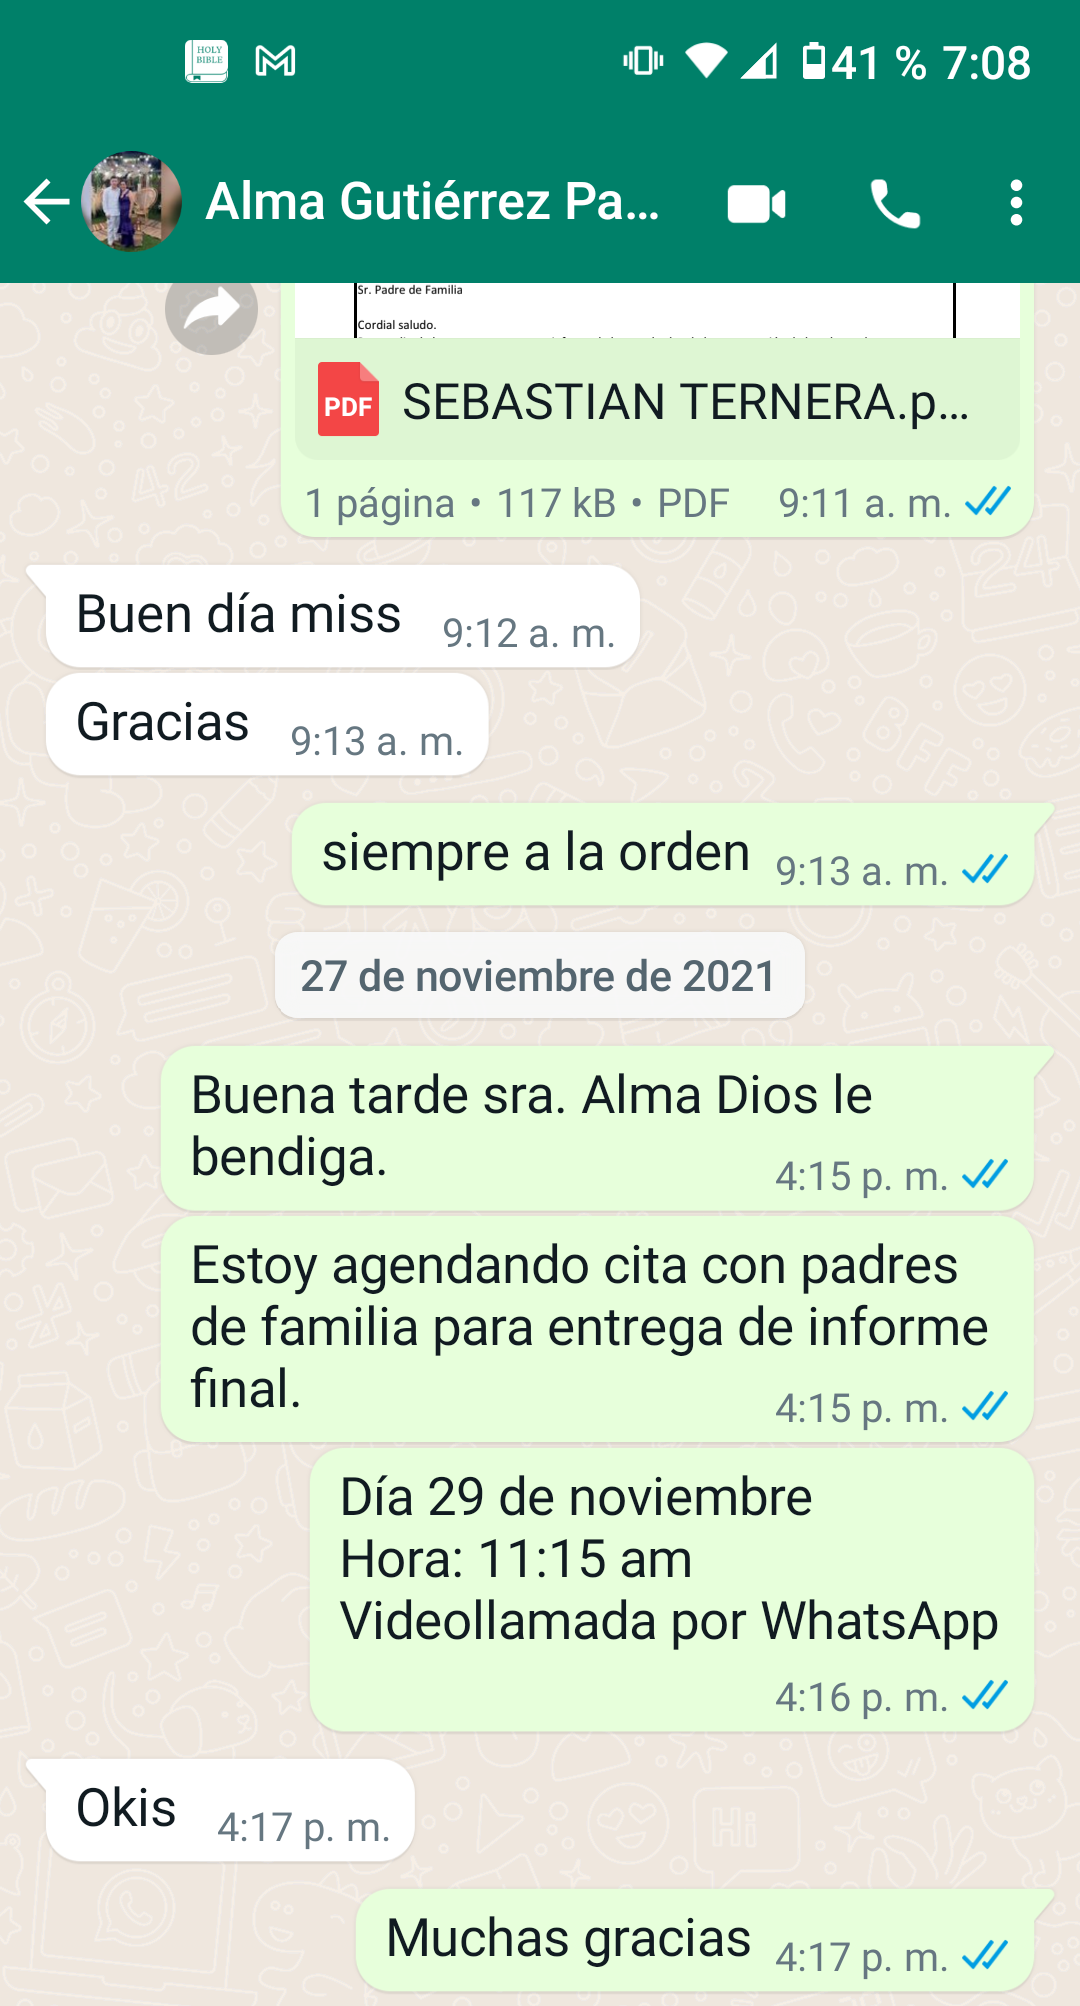 HOLY
BIBLE
41 % 7:08
Alma Gutiérrez Pa...
Sr. Padre de Familia
Cordial saludo.
PDF SEBASTIAN TERNERA.p...
1 página • 117 kB • PDF 9:11 a. m.
Buen día miss 9:12 a. m.
Gracias 9:13 a. m.
siempre a la orden 9:13 a. m.
27 de noviembre de 2021
Buena tarde sra. Alma Dios le
bendiga. 4:15 p. m.
Estoy agendando cita con padres
de familia para entrega de informe
final. 4:15 p. m.
Día 29 de noviembre
Hora: 11:15 am
Videollamada por WhatsApp
4:16 p. m.
Okis 4:17 p. m.
Muchas gracias 4:17 p. m.